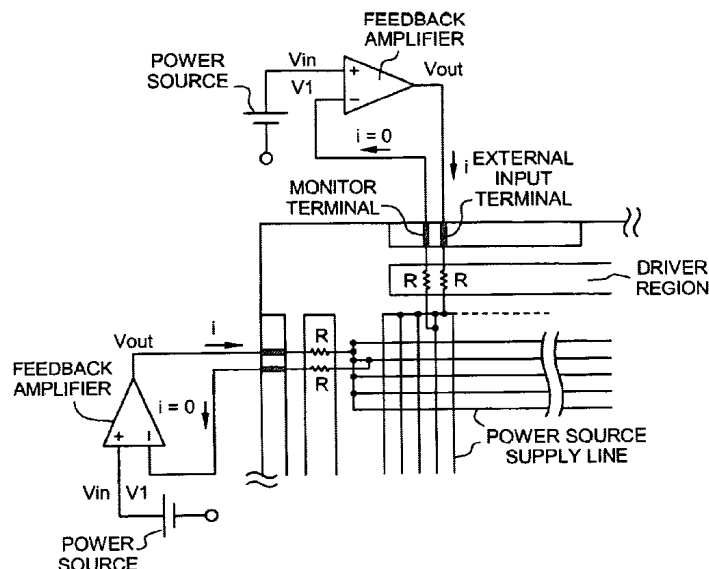 FEEDBACK
AMPLIFIER
POWER
SOURCE
Vin
Vout
V1
+
−
i = 0
i
EXTERNAL
INPUT
TERMINAL
MONITOR
TERMINAL
R
R
DRIVER
REGION
i
R
Vout
FEEDBACK
AMPLIFIER
R
i = 0
+
−
POWER SOURCE
SUPPLY LINE
Vin
V1
POWER
SOURCE